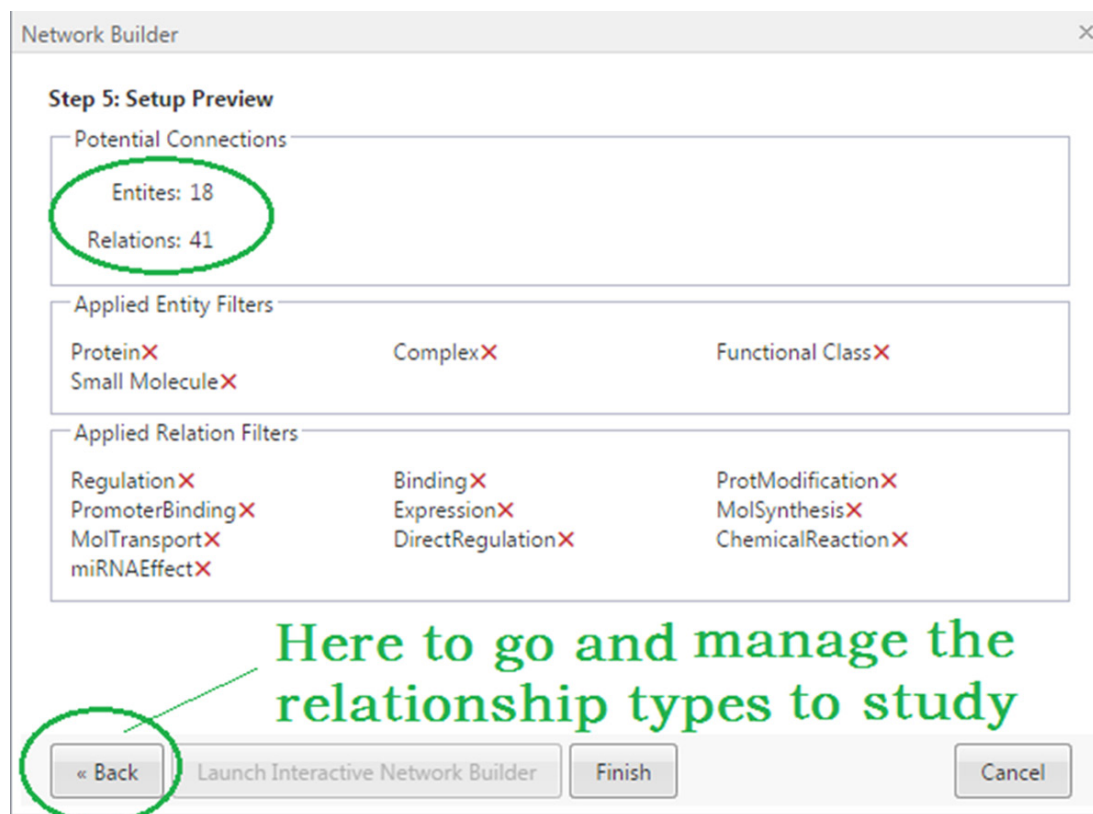 Network Builder ×
Step 5: Setup Preview
Potential Connections
Entites: 18
Relations: 41
Applied Entity Filters
Protein✕ Complex✕ Functional Class✕
Small Molecule✕
Applied Relation Filters
Regulation✕ Binding✕ ProtModification✕
PromoterBinding✕ Expression✕ MolSynthesis✕
MolTransport✕ DirectRegulation✕ ChemicalReaction✕
miRNAEffect✕
Here to go and manage the
relationship types to study
« Back Launch Interactive Network Builder Finish Cancel